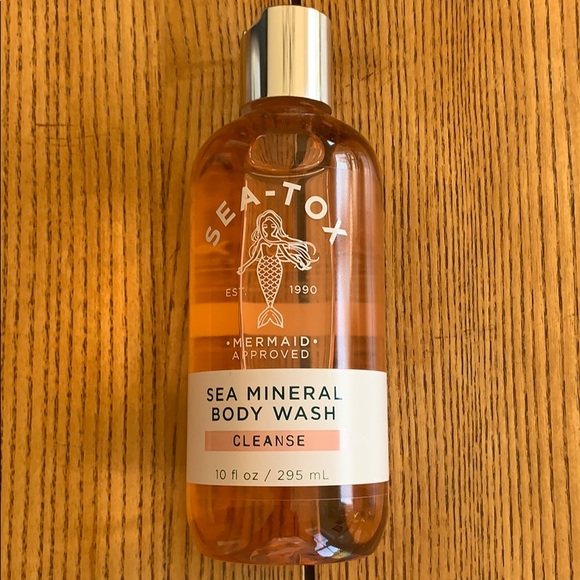 SEA-TOX
EST. 1990
•MERMAID•
APPROVED
SEA MINERAL
BODY WASH
CLEANSE
10 fl oz / 295 mL